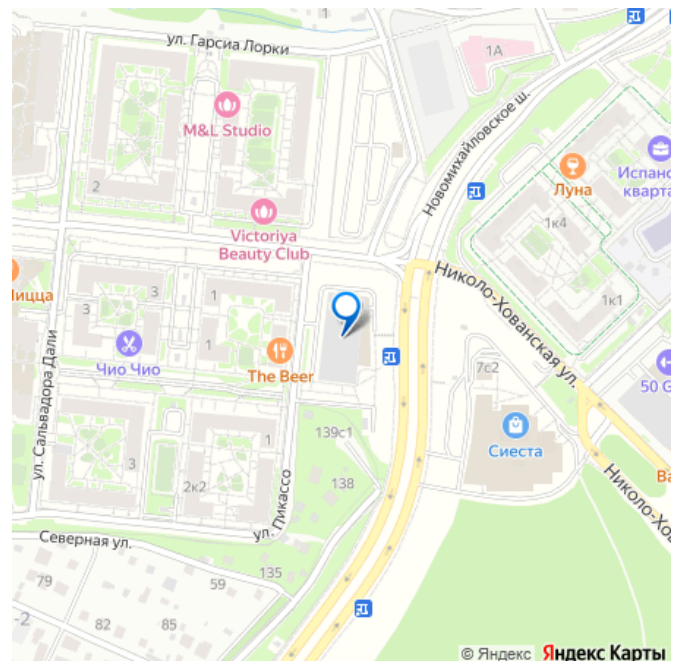 ул. Гарсиа Лорки
1А
Новомихайловское ш.
M&L Studio
2
Луна
Испанс
кварта
1к4
Victoriya
Beauty Club
Николо-Хованская ул.
1к1
Пицца
3
3
1
1
Чио Чио
The Beer
7с2
50 G
ул. Сальвадора Дали
139с1
Сиеста
1
3
138
2к2
Ва
Николо-Хова
ул. Пикассо
Северная ул.
135
79
59
-2
82
85
© Яндекс Яндекс Карты